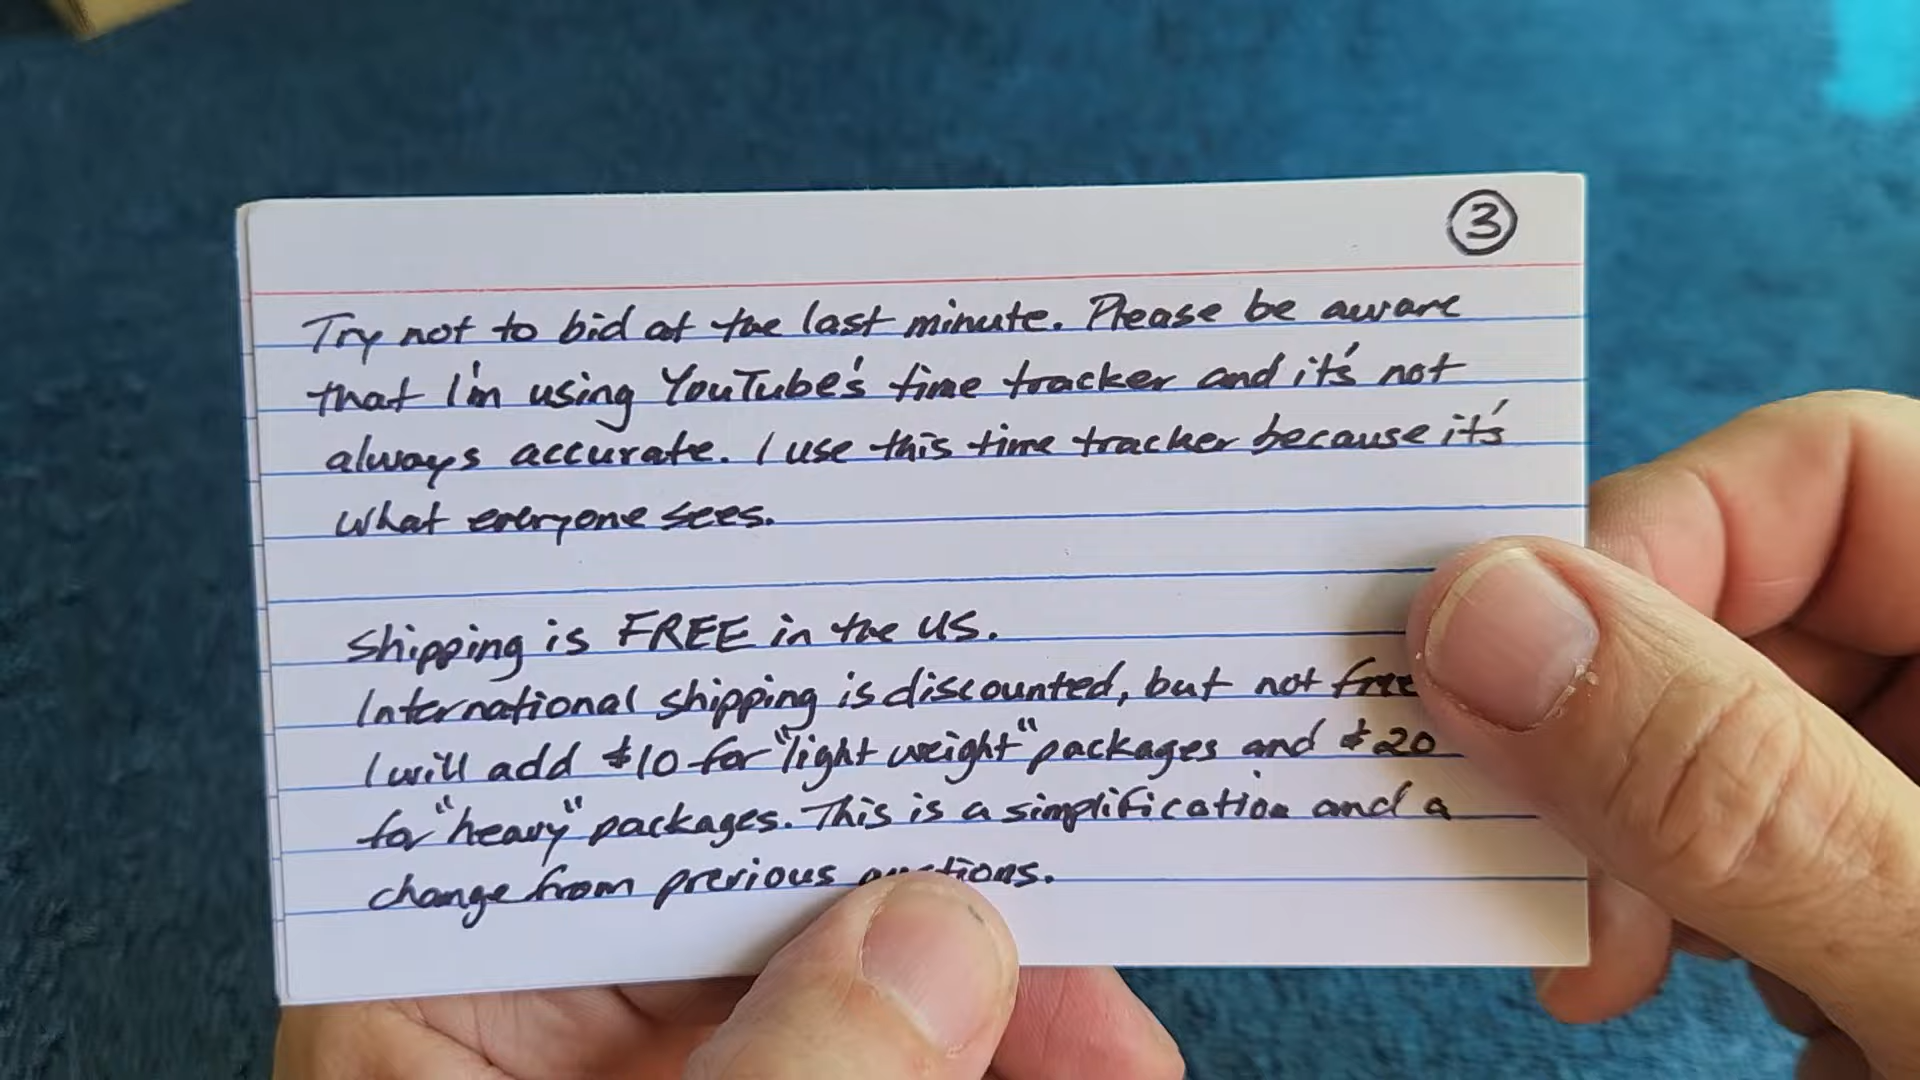 3
Try not to bid at the last minute. Please be aware
that I'm using YouTube's time tracker and it's not
always accurate. I use this time tracker because it's
what everyone sees.
Shipping is FREE in the US.
International shipping is discounted, but not free
I will add $10 for "light weight" packages and $20
for "heavy" packages. This is a simplification and a
change from previous auctions.